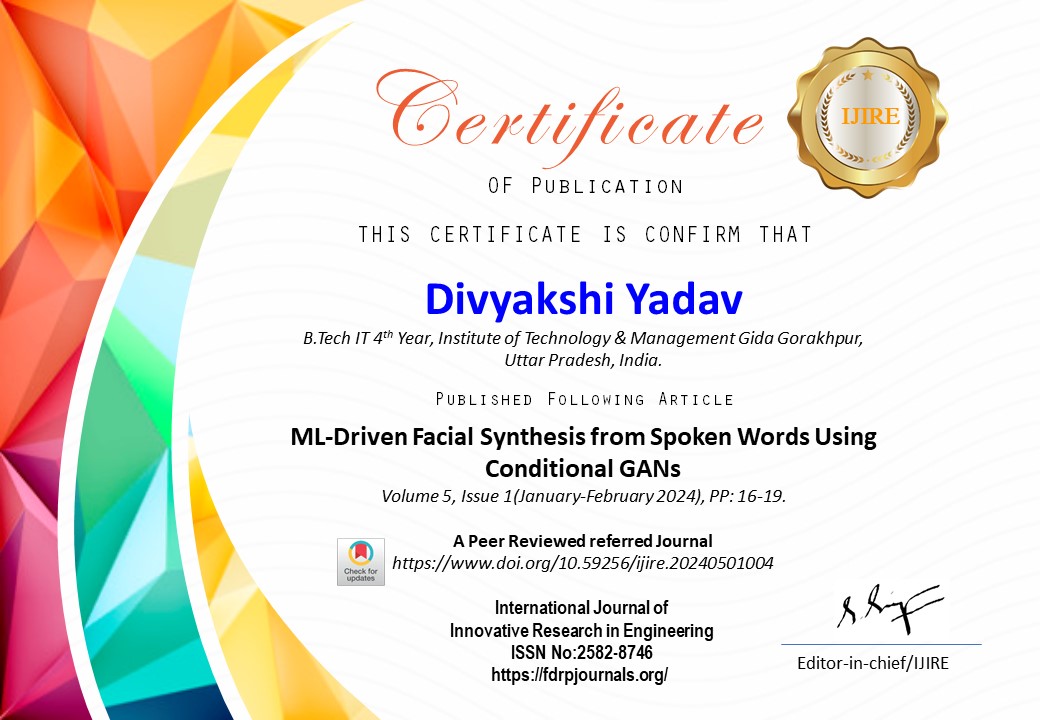 Certificate
IJIRE
OF PUBLICATION
THIS CERTIFICATE IS CONFIRM THAT
Divyakshi Yadav
B.Tech IT 4th Year, Institute of Technology & Management Gida Gorakhpur,
Uttar Pradesh, India.
PUBLISHED FOLLOWING ARTICLE
ML-Driven Facial Synthesis from Spoken Words Using
Conditional GANs
Volume 5, Issue 1(January-February 2024), PP: 16-19.
A Peer Reviewed referred Journal
Check for
updates
https://www.doi.org/10.59256/ijire.20240501004
International Journal of
Innovative Research in Engineering
ISSN No:2582-8746
https://fdrpjournals.org/
Editor-in-chief/IJIRE